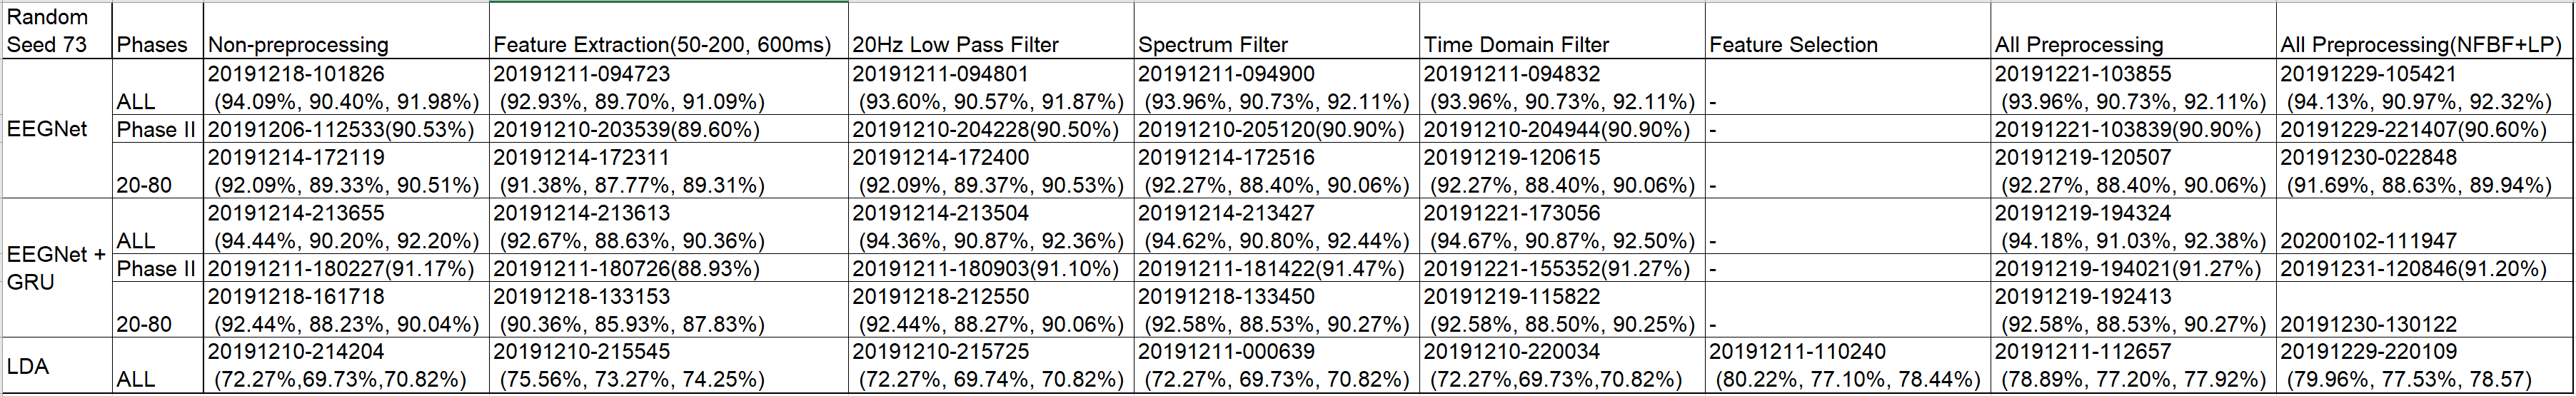 Random
Seed 73 Phases Non-preprocessing Feature Extraction(50-200, 600ms) 20Hz Low Pass Filter Spectrum Filter Time Domain Filter Feature Selection All Preprocessing All Preprocessing(NFBF+LP)
20191218-101826 20191211-094723 20191211-094801 20191211-094900 20191211-094832 20191221-103855 20191229-105421
ALL (94.09%, 90.40%, 91.98%) (92.93%, 89.70%, 91.09%) (93.60%, 90.57%, 91.87%) (93.96%, 90.73%, 92.11%) (93.96%, 90.73%, 92.11%) - (93.96%, 90.73%, 92.11%) (94.13%, 90.97%, 92.32%)
EEGNet Phase II 20191206-112533(90.53%) 20191210-203539(89.60%) 20191210-204228(90.50%) 20191210-205120(90.90%) 20191210-204944(90.90%) - 20191221-103839(90.90%) 20191229-221407(90.60%)
20191214-172119 20191214-172311 20191214-172400 20191214-172516 20191219-120615 20191219-120507 20191230-022848
20-80 (92.09%, 89.33%, 90.51%) (91.38%, 87.77%, 89.31%) (92.09%, 89.37%, 90.53%) (92.27%, 88.40%, 90.06%) (92.27%, 88.40%, 90.06%) - (92.27%, 88.40%, 90.06%) (91.69%, 88.63%, 89.94%)
20191214-213655 20191214-213613 20191214-213504 20191214-213427 20191221-173056 20191219-194324
ALL (94.44%, 90.20%, 92.20%) (92.67%, 88.63%, 90.36%) (94.36%, 90.87%, 92.36%) (94.62%, 90.80%, 92.44%) (94.67%, 90.87%, 92.50%) - (94.18%, 91.03%, 92.38%) 20200102-111947
EEGNet +
GRU Phase II 20191211-180227(91.17%) 20191211-180726(88.93%) 20191211-180903(91.10%) 20191211-181422(91.47%) 20191221-155352(91.27%) - 20191219-194021(91.27%) 20191231-120846(91.20%)
20191218-161718 20191218-133153 20191218-212550 20191218-133450 20191219-115822 20191219-192413
20-80 (92.44%, 88.23%, 90.04%) (90.36%, 85.93%, 87.83%) (92.44%, 88.27%, 90.06%) (92.58%, 88.53%, 90.27%) (92.58%, 88.50%, 90.25%) - (92.58%, 88.53%, 90.27%) 20191230-130122
LDA 20191210-214204 20191210-215545 20191210-215725 20191211-000639 20191210-220034 20191211-110240 20191211-112657 20191229-220109
ALL (72.27%,69.73%,70.82%) (75.56%, 73.27%, 74.25%) (72.27%, 69.74%, 70.82%) (72.27%, 69.73%, 70.82%) (72.27%,69.73%,70.82%) (80.22%, 77.10%, 78.44%) (78.89%, 77.20%, 77.92%) (79.96%, 77.53%, 78.57)